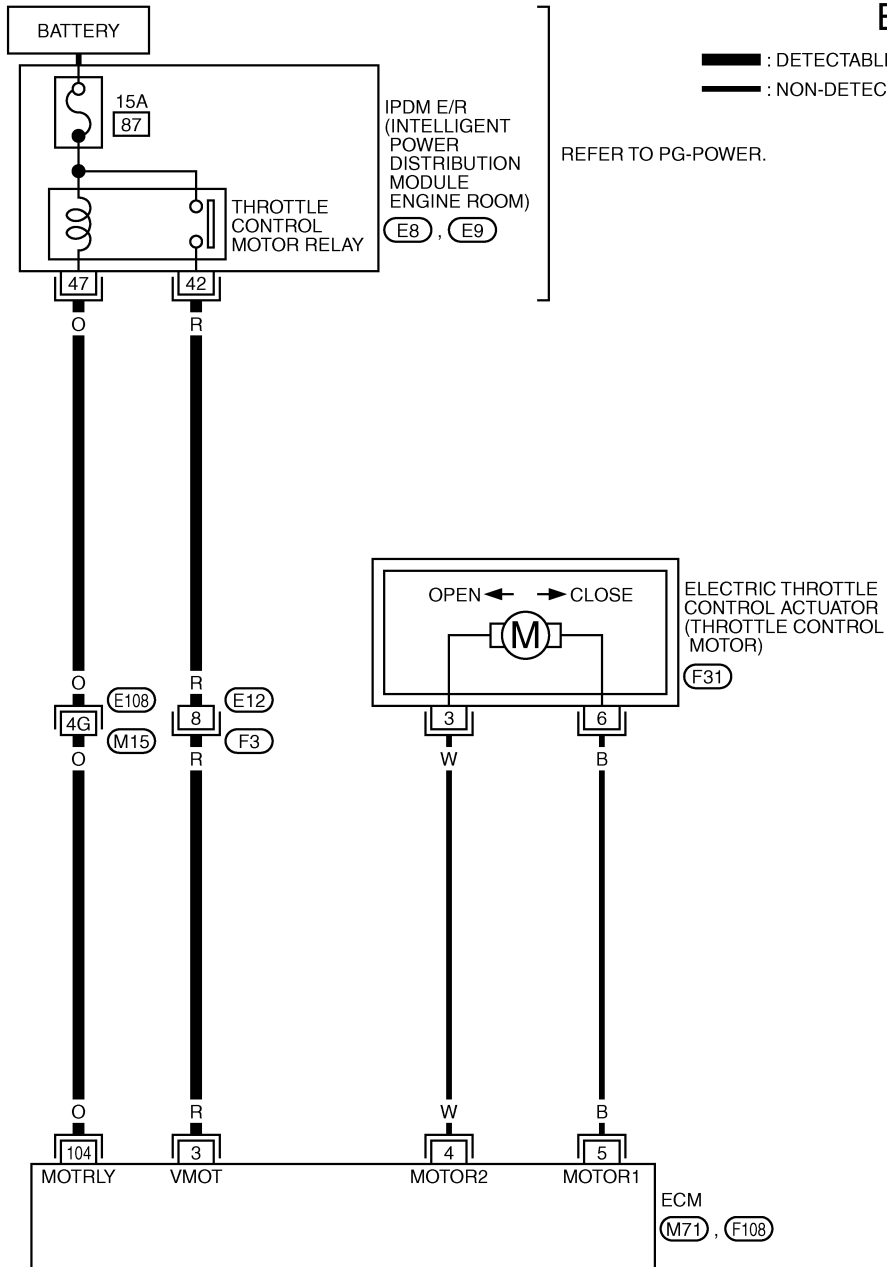 BATTERY
E
: DETECTABL
: NON-DETEC
15A
87
IPDM E/R
(INTELLIGENT
POWER
DISTRIBUTION
MODULE
ENGINE ROOM)
E8 , E9
REFER TO PG-POWER.
THROTTLE
CONTROL
MOTOR RELAY
47
42
O
R
OPEN
CLOSE
M
ELECTRIC THROTTLE
CONTROL ACTUATOR
(THROTTLE CONTROL
MOTOR)
F31
O
R
E108
E12
4G
8
3
6
M15
F3
O
R
W
B
O
R
W
B
104
3
4
5
MOTRLY
VMOT
MOTOR2
MOTOR1
ECM
M71 , F108